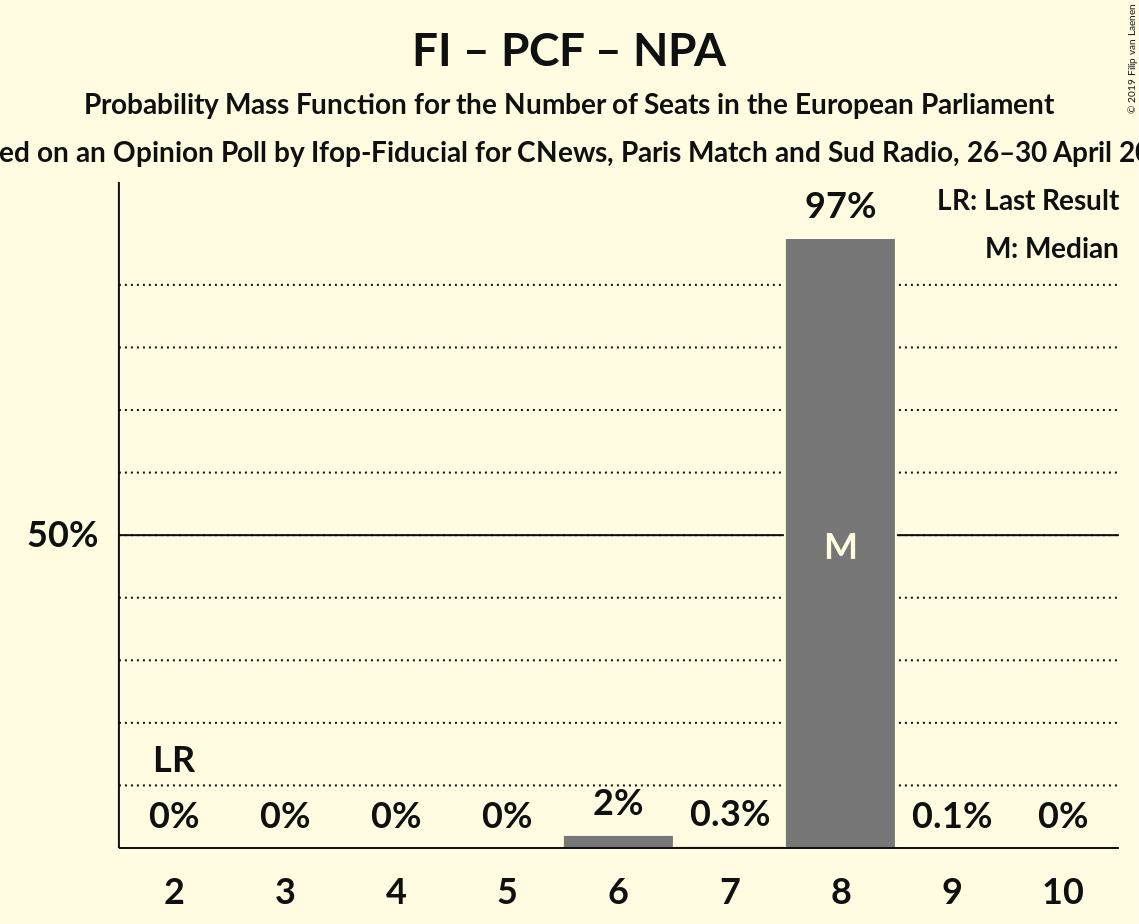 FI – PCF – NPA
Probability Mass Function for the Number of Seats in the European Parliament
on an Opinion Poll by Ifop-Fiducial for CNews, Paris Match and Sud Radio, 26–30 April
© 2019 Filip van Laenen
LR: Last Result
M: Median
97%
50%
M
LR
0% 0% 0% 0% 2% 0.3% 0.1% 0%
2 3 4 5 6 7 8 9 10